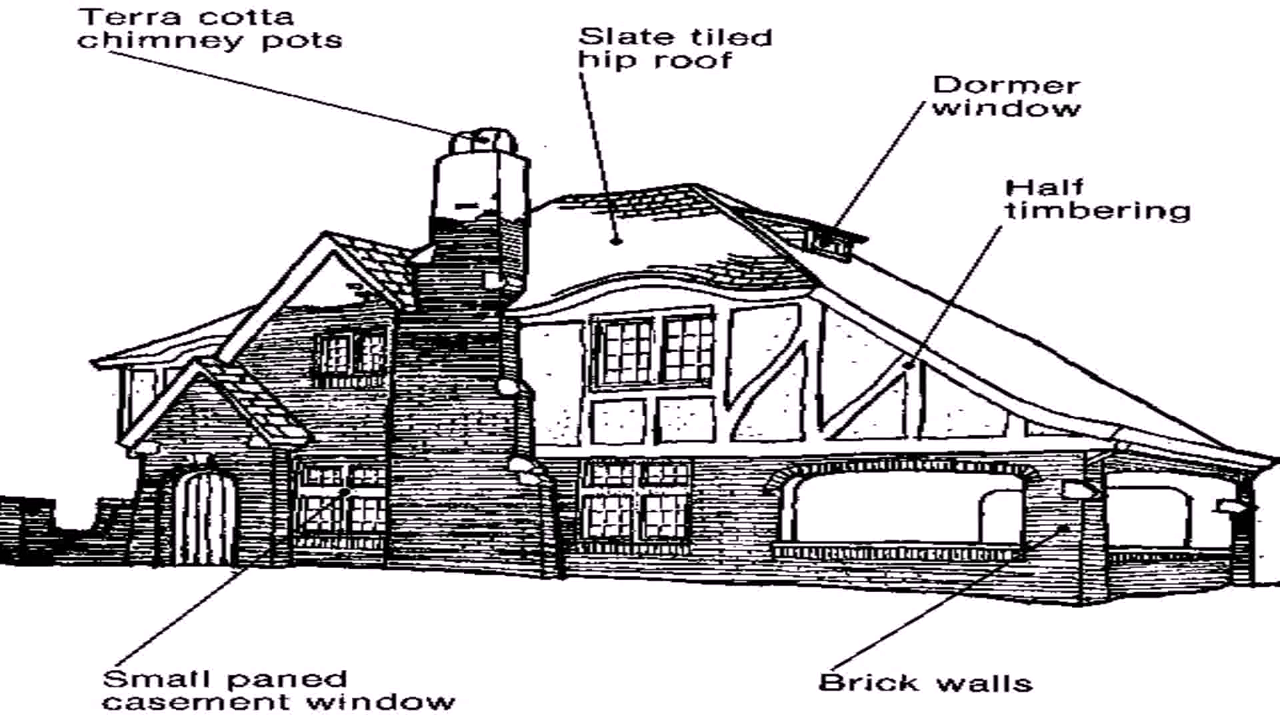 Terra cotta
chimney pots
Slate tiled
hip roof
Dormer
window
Half
timbering
Small paned
casement window
Brick walls